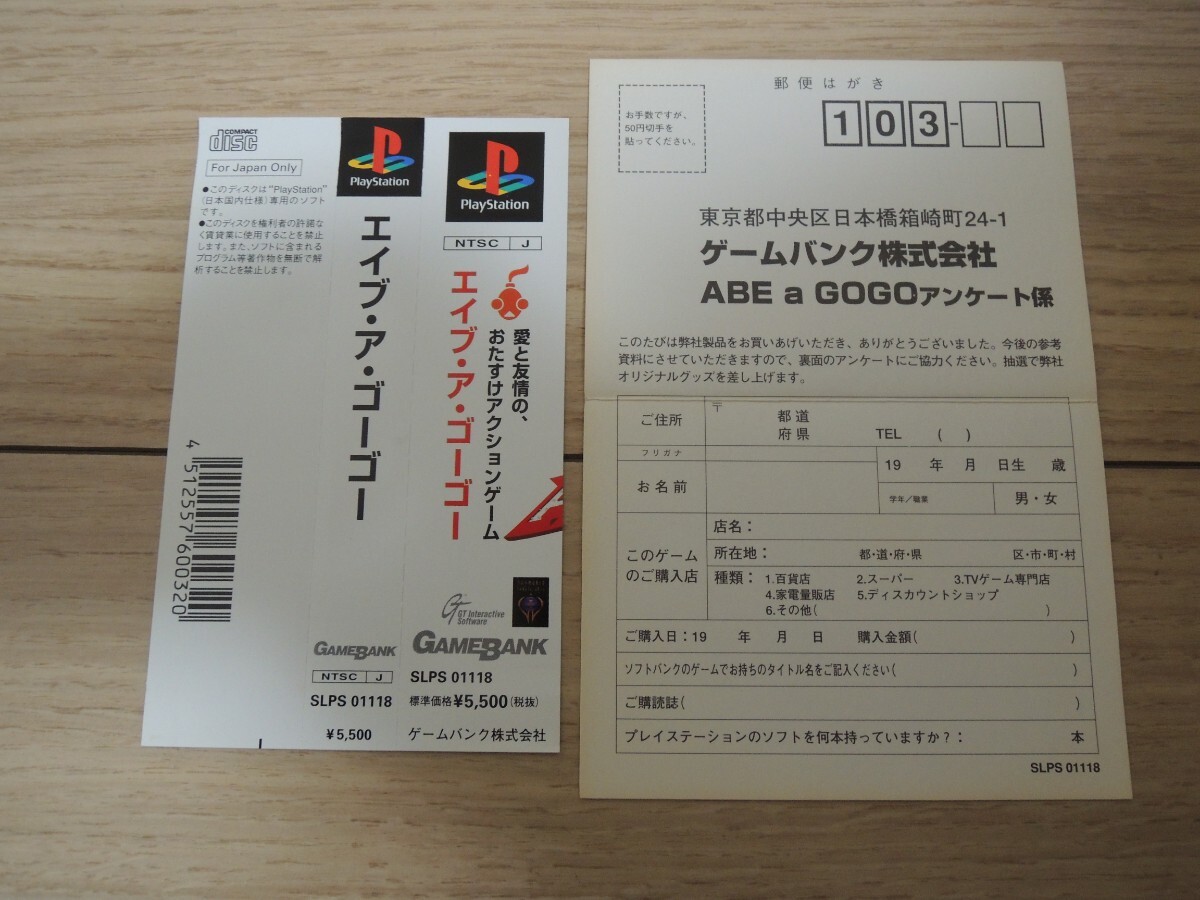 COMPACT
disc
For Japan Only
●このディスクは"PlayStation"
(日本国内仕様)専用のソフト
です。
●このディスクを権利者の許諾な
く賃貸業に使用することを禁止
します。また、ソフトに含まれる
プログラム等著作物を無断で解
析することを禁止します。
4 512557 600320
PlayStation
エイブ・ア・ゴーゴー
GAMEBANK
NTSC J
SLPS 01118
¥5,500
PlayStation
NTSC J
愛と友情の、
おたすけアクションゲーム
エイブ・ア・ゴーゴー
GT Interactive
Software
GAMEBANK
SLPS 01118
標準価格¥5,500(税抜)
ゲームバンク株式会社
郵便はがき
お手数ですが、
50円切手を
貼ってください。
103-
東京都中央区日本橋箱崎町24-1
ゲームバンク株式会社
ABE a GOGOアンケート係
このたびは弊社製品をお買いあげいただき、ありがとうございました。今後の参考
資料にさせていただきますので、裏面のアンケートにご協力ください。抽選で弊社
オリジナルグッズを差し上げます。
ご住所
〒
都道
府県
TEL ( )
フリガナ
お名前
19 年 月 日生 歳
学年/職業
男・女
このゲーム
のご購入店
店名：
所在地： 都・道・府・県 区・市・町・村
種類： 1.百貨店 2.スーパー 3.TVゲーム専門店
4.家電量販店 5.ディスカウントショップ
6.その他( )
ご購入日：19 年 月 日 購入金額( )
ソフトバンクのゲームでお持ちのタイトル名をご記入ください( )
ご購読誌( )
プレイステーションのソフトを何本持っていますか？： 本
SLPS 01118